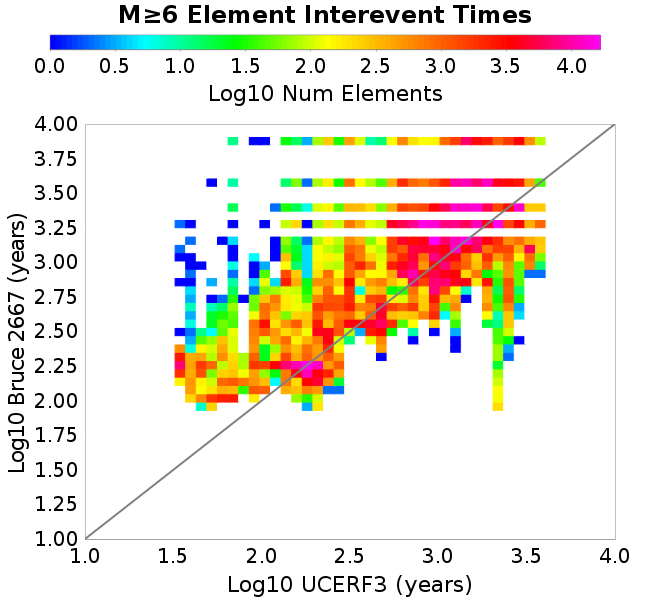 M≥6 Element Interevent Times
0.0 0.5 1.0 1.5 2.0 2.5 3.0 3.5 4.0
Log10 Num Elements
4.00
3.75
3.50
3.25
3.00
2.75
2.50
2.25
2.00
1.75
1.50
1.25
1.00
Log10 Bruce 2667 (years)
1.0 1.5 2.0 2.5 3.0 3.5 4.0
Log10 UCERF3 (years)